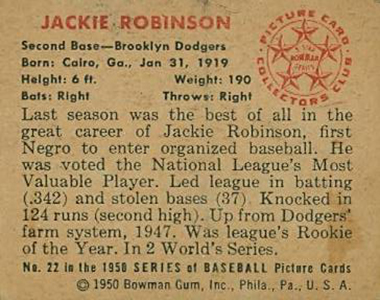 JACKIE ROBINSON
Second Base—Brooklyn Dodgers
Born: Cairo, Ga., Jan 31, 1919
Height: 6 ft. Weight: 190
Bats: Right Throws: Right
PICTURE CARD
COLLECTORS CLUB
5 STAR
BOWMAN
Last season was the best of all in the
great career of Jackie Robinson, first
Negro to enter organized baseball. He
was voted the National League's Most
Valuable Player. Led league in batting
(.342) and stolen bases (37). Knocked in
124 runs (second high). Up from Dodgers'
farm system, 1947. Was league's Rookie
of the Year. In 2 World's Series.
No. 22 in the 1950 SERIES of BASEBALL Picture Cards
©1950 Bowman Gum, Inc., Phila., Pa., U. S. A.